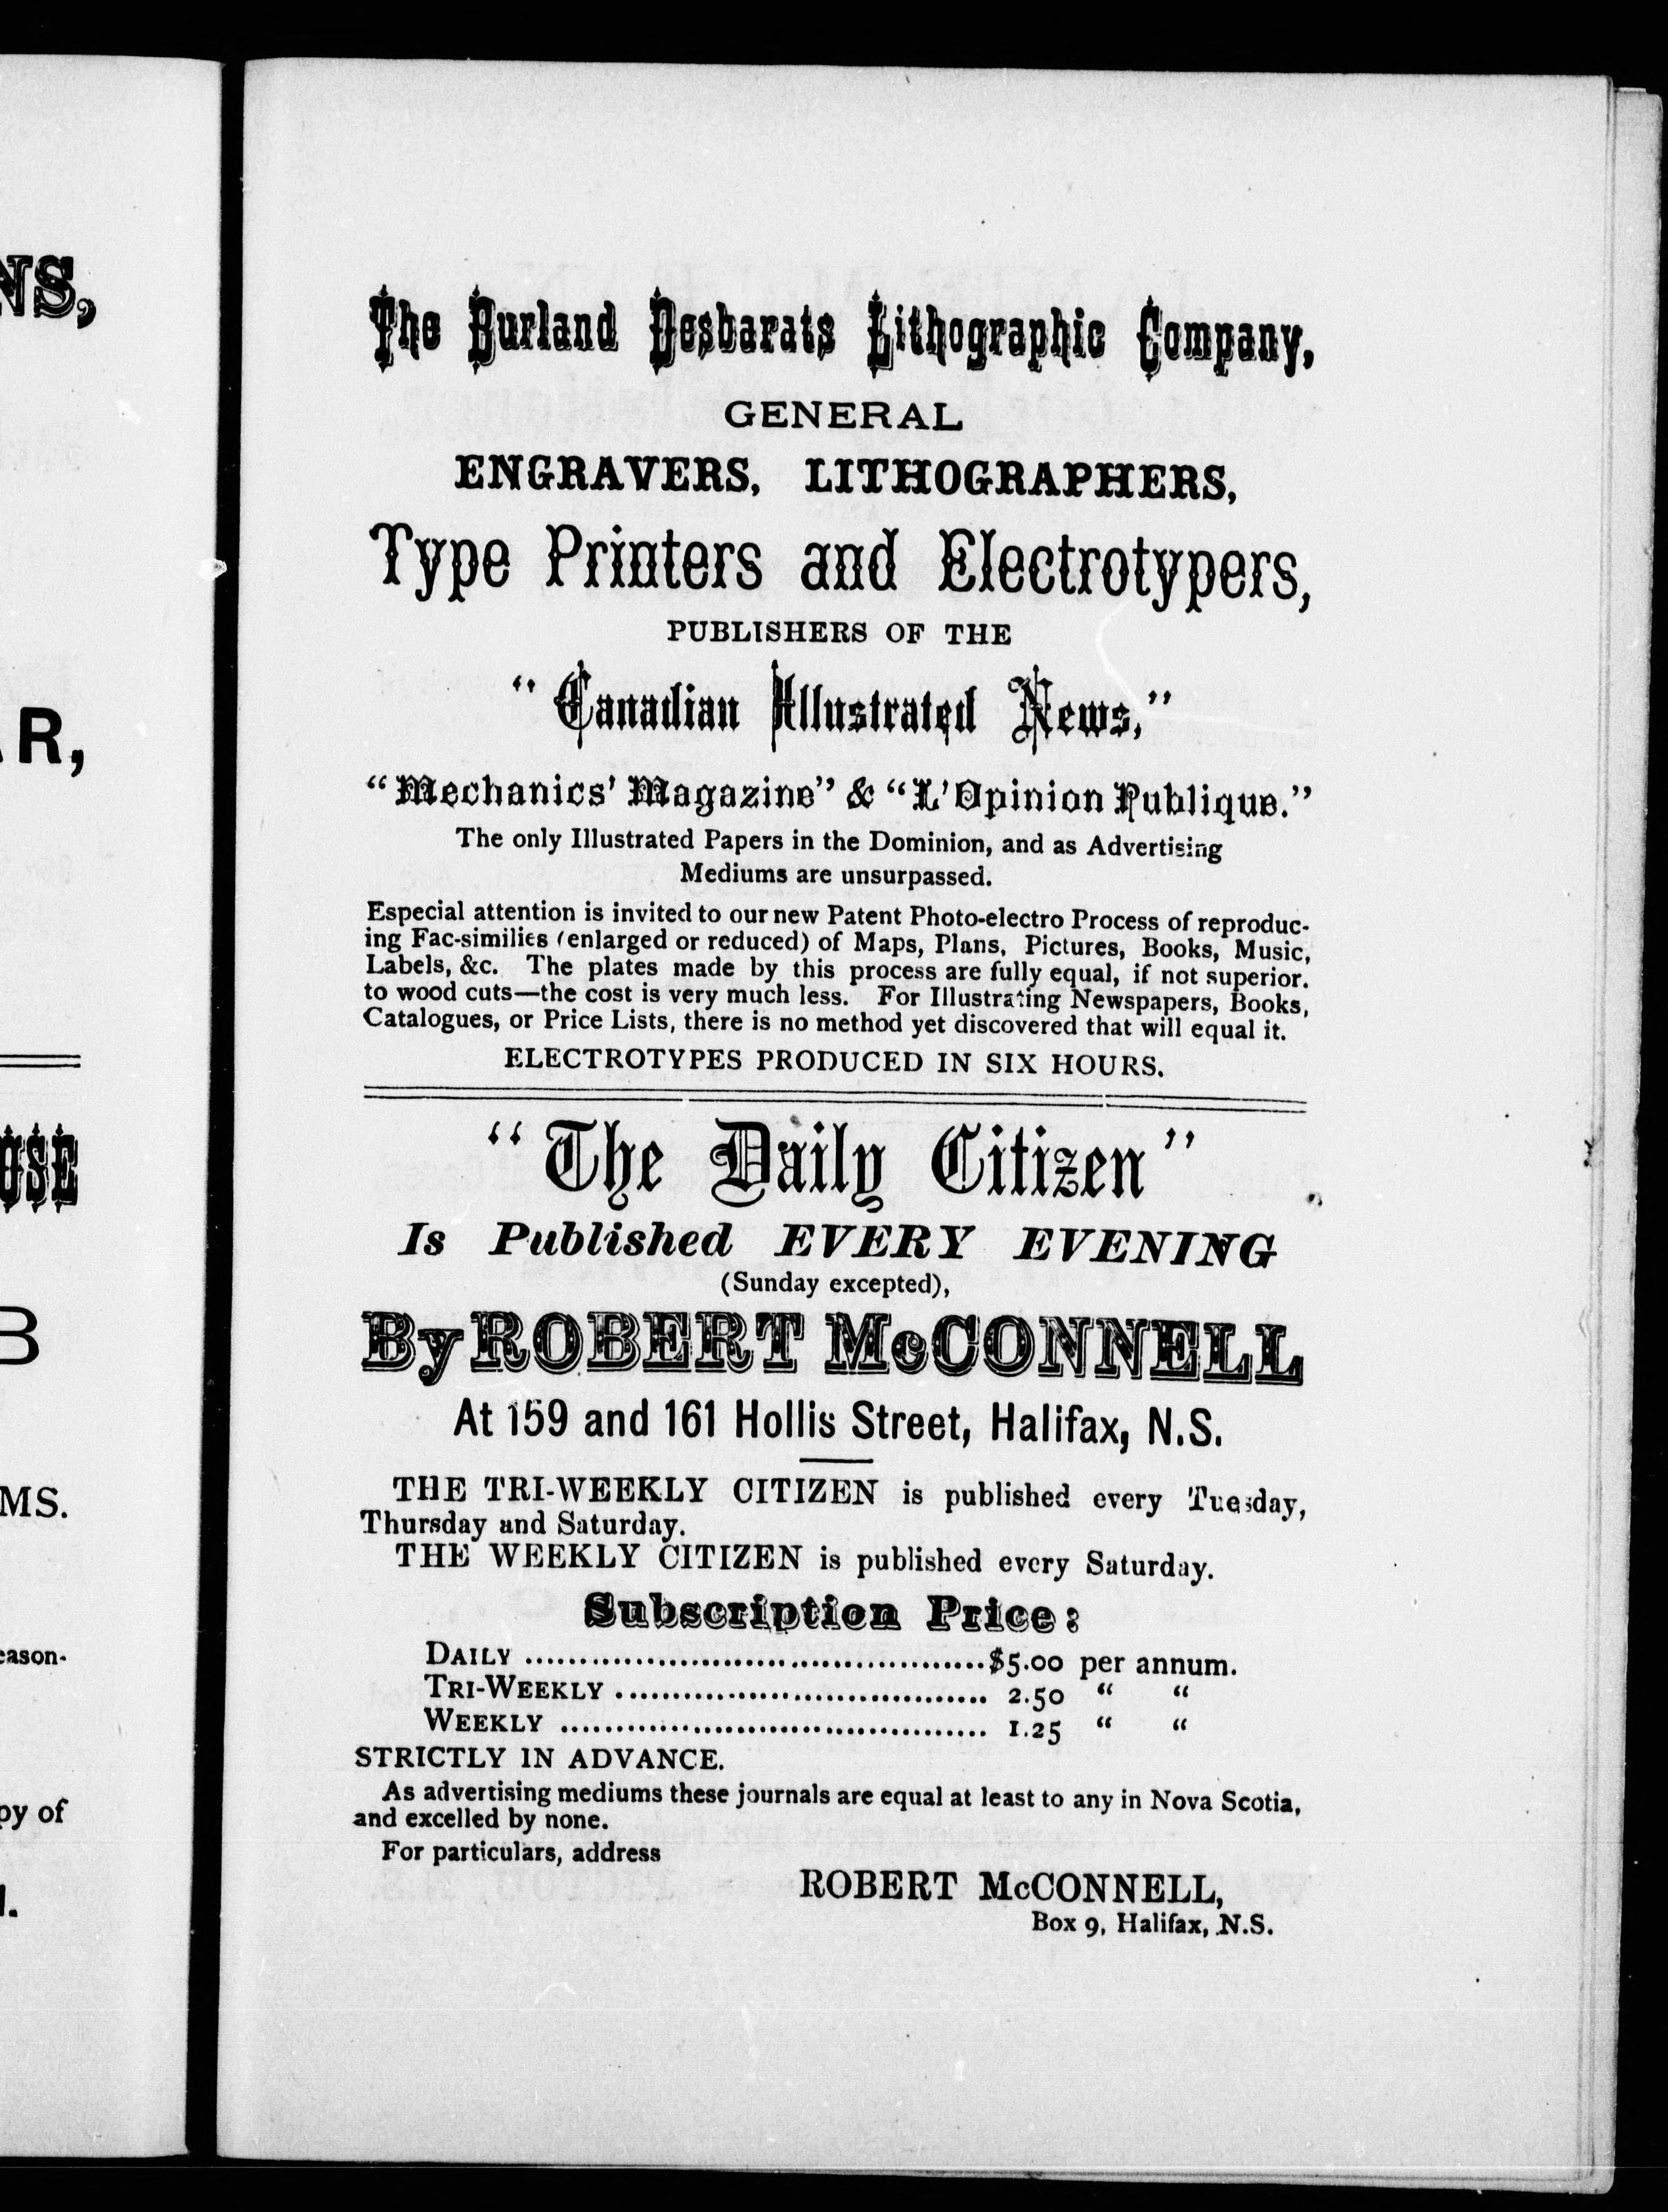 NS,
R,
USE
B
MS.
eason-
py of
The Burland Desbarats Lithographic Company,
GENERAL
ENGRAVERS, LITHOGRAPHERS,
Type Printers and Electrotypers,
PUBLISHERS OF THE
"Canadian Illustrated News,"
"Mechanics' Magazine" & "L'Opinion Publique."
The only Illustrated Papers in the Dominion, and as Advertising
Mediums are unsurpassed.
Especial attention is invited to our new Patent Photo-electro Process of reproduc-
ing Fac-similies (enlarged or reduced) of Maps, Plans, Pictures, Books, Music,
Labels, &c. The plates made by this process are fully equal, if not superior.
to wood cuts—the cost is very much less. For Illustrating Newspapers, Books,
Catalogues, or Price Lists, there is no method yet discovered that will equal it.
ELECTROTYPES PRODUCED IN SIX HOURS.
"The Daily Citizen"
Is Published EVERY EVENING
(Sunday excepted),
By ROBERT McCONNELL
At 159 and 161 Hollis Street, Halifax, N.S.
THE TRI-WEEKLY CITIZEN is published every Tuesday,
Thursday and Saturday.
THE WEEKLY CITIZEN is published every Saturday.
Subscription Price:
DAILY ............................................$5.00 per annum.
TRI-WEEKLY .................................. 2.50 " "
WEEKLY ....................................... 1.25 " "
STRICTLY IN ADVANCE.
As advertising mediums these journals are equal at least to any in Nova Scotia,
and excelled by none.
For particulars, address
ROBERT McCONNELL,
Box 9, Halifax, N.S.